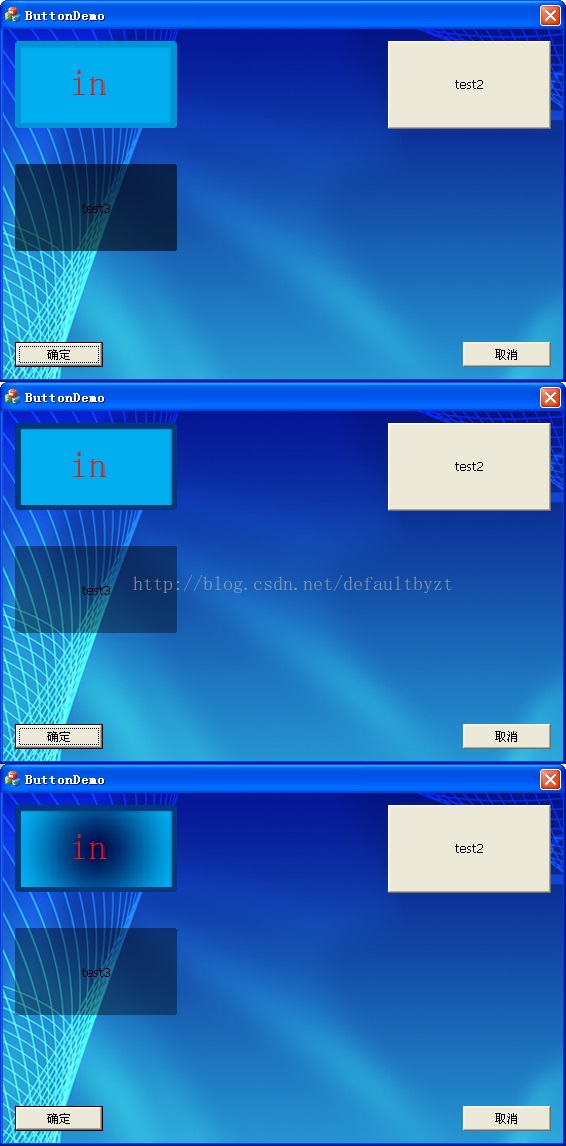 ButtonDemo
in
test2
test3
确定
取消
ButtonDemo
in
test2
test3
http://blog.csdn.net/defaultbyzt
确定
取消
ButtonDemo
in
test2
test3
确定
取消